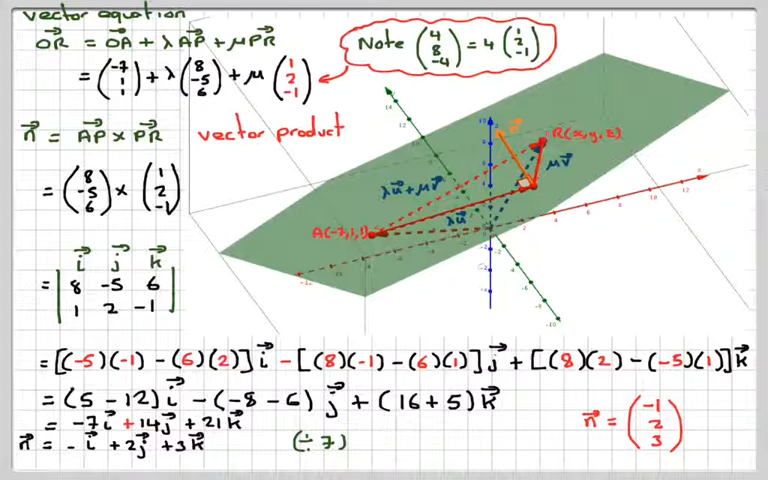 vector equation
OR⃗ = OA⃗ + λAP⃗ + μPR⃗
= (-7 1 1) + λ(8 -5 6) + μ(1 2 -1)
Note (4 8 -4) = 4(1 2 -1)
n⃗ = AP⃗ × PR⃗ vector product
= (8 -5 6) × (1 2 -1)
i⃗ j⃗ k⃗
= | 8 -5 6 |
| 1 2 -1 |
R(x,y,z)
n⃗
μv⃗
λu⃗ + μv⃗
λu⃗
A(-7,1,1)
= [(-5)(-1) - (6)(2)]i⃗ - [(8)(-1) - (6)(1)]j⃗ + [(8)(2) - (-5)(1)]k⃗
= (5 - 12)i⃗ - (-8 - 6)j⃗ + (16 + 5)k⃗
= -7i⃗ + 14j⃗ + 21k⃗
n⃗ = -i⃗ + 2j⃗ + 3k⃗ (÷ 7)
n⃗ = (-1 2 3)